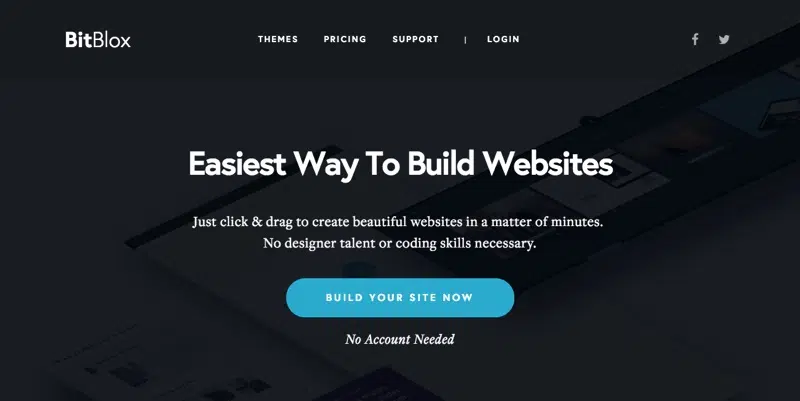 BitBlox
THEMES PRICING SUPPORT | LOGIN
Easiest Way To Build Websites
Just click & drag to create beautiful websites in a matter of minutes.
No designer talent or coding skills necessary.
BUILD YOUR SITE NOW
No Account Needed